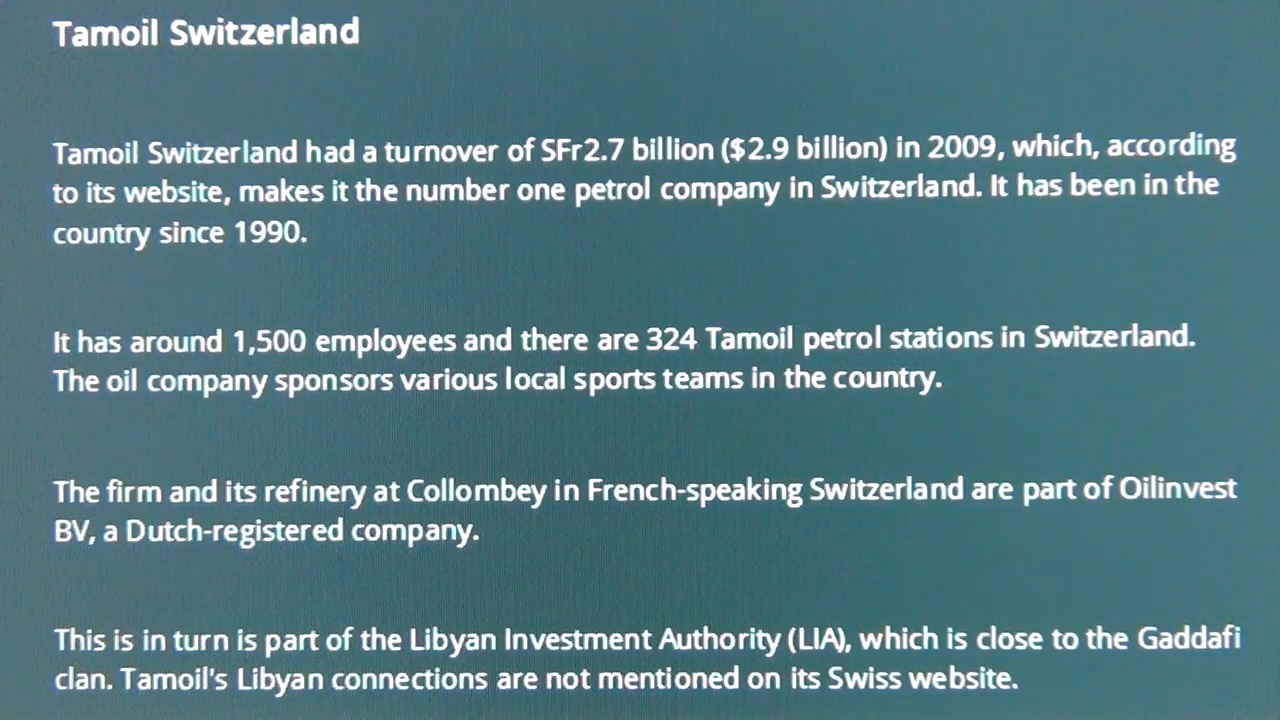 Tamoil Switzerland
Tamoil Switzerland had a turnover of SFr2.7 billion ($2.9 billion) in 2009, which, according
to its website, makes it the number one petrol company in Switzerland. It has been in the
country since 1990.
It has around 1,500 employees and there are 324 Tamoil petrol stations in Switzerland.
The oil company sponsors various local sports teams in the country.
The firm and its refinery at Collombey in French-speaking Switzerland are part of Oilinvest
BV, a Dutch-registered company.
This is in turn is part of the Libyan Investment Authority (LIA), which is close to the Gaddafi
clan. Tamoil's Libyan connections are not mentioned on its Swiss website.